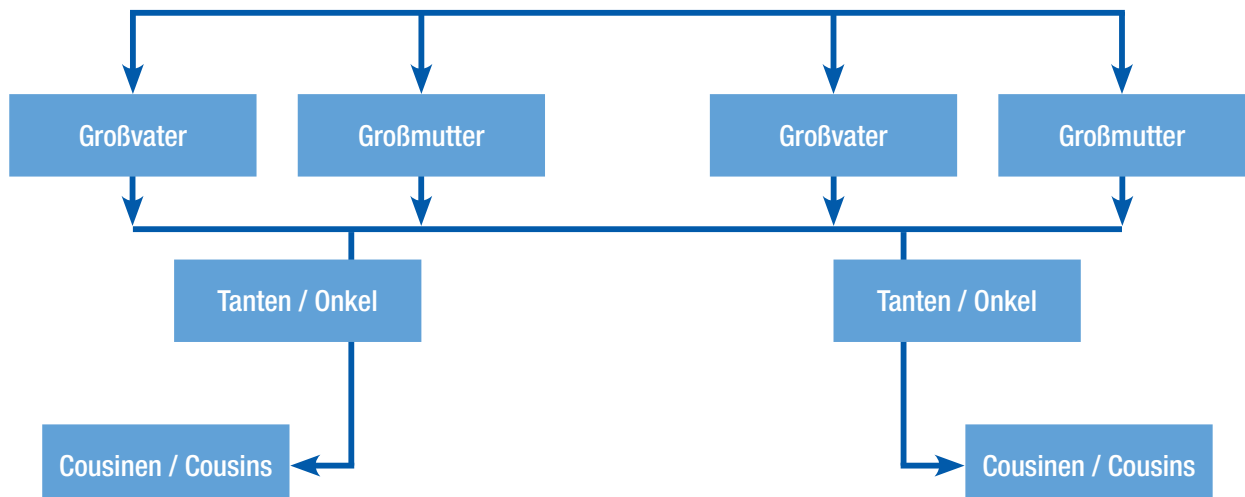 Großvater
Großmutter
Großvater
Großmutter
Tanten / Onkel
Tanten / Onkel
Cousinen / Cousins
Cousinen / Cousins